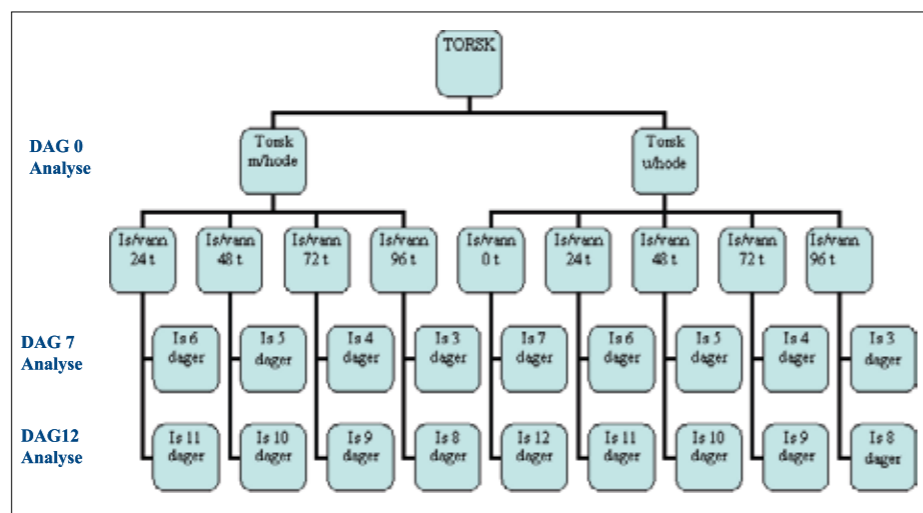 TORSK
DAG 0
Analyse
Torsk
m/hode
Torsk
u/hode
Is/vann
24 t
Is/vann
48 t
Is/vann
72 t
Is/vann
96 t
Is/vann
0 t
Is/vann
24 t
Is/vann
48 t
Is/vann
72 t
Is/vann
96 t
DAG 7
Analyse
Is 6
dager
Is 5
dager
Is 4
dager
Is 3
dager
Is 7
dager
Is 6
dager
Is 5
dager
Is 4
dager
Is 3
dager
DAG12
Analyse
Is 11
dager
Is 10
dager
Is 9
dager
Is 8
dager
Is 12
dager
Is 11
dager
Is 10
dager
Is 9
dager
Is 8
dager